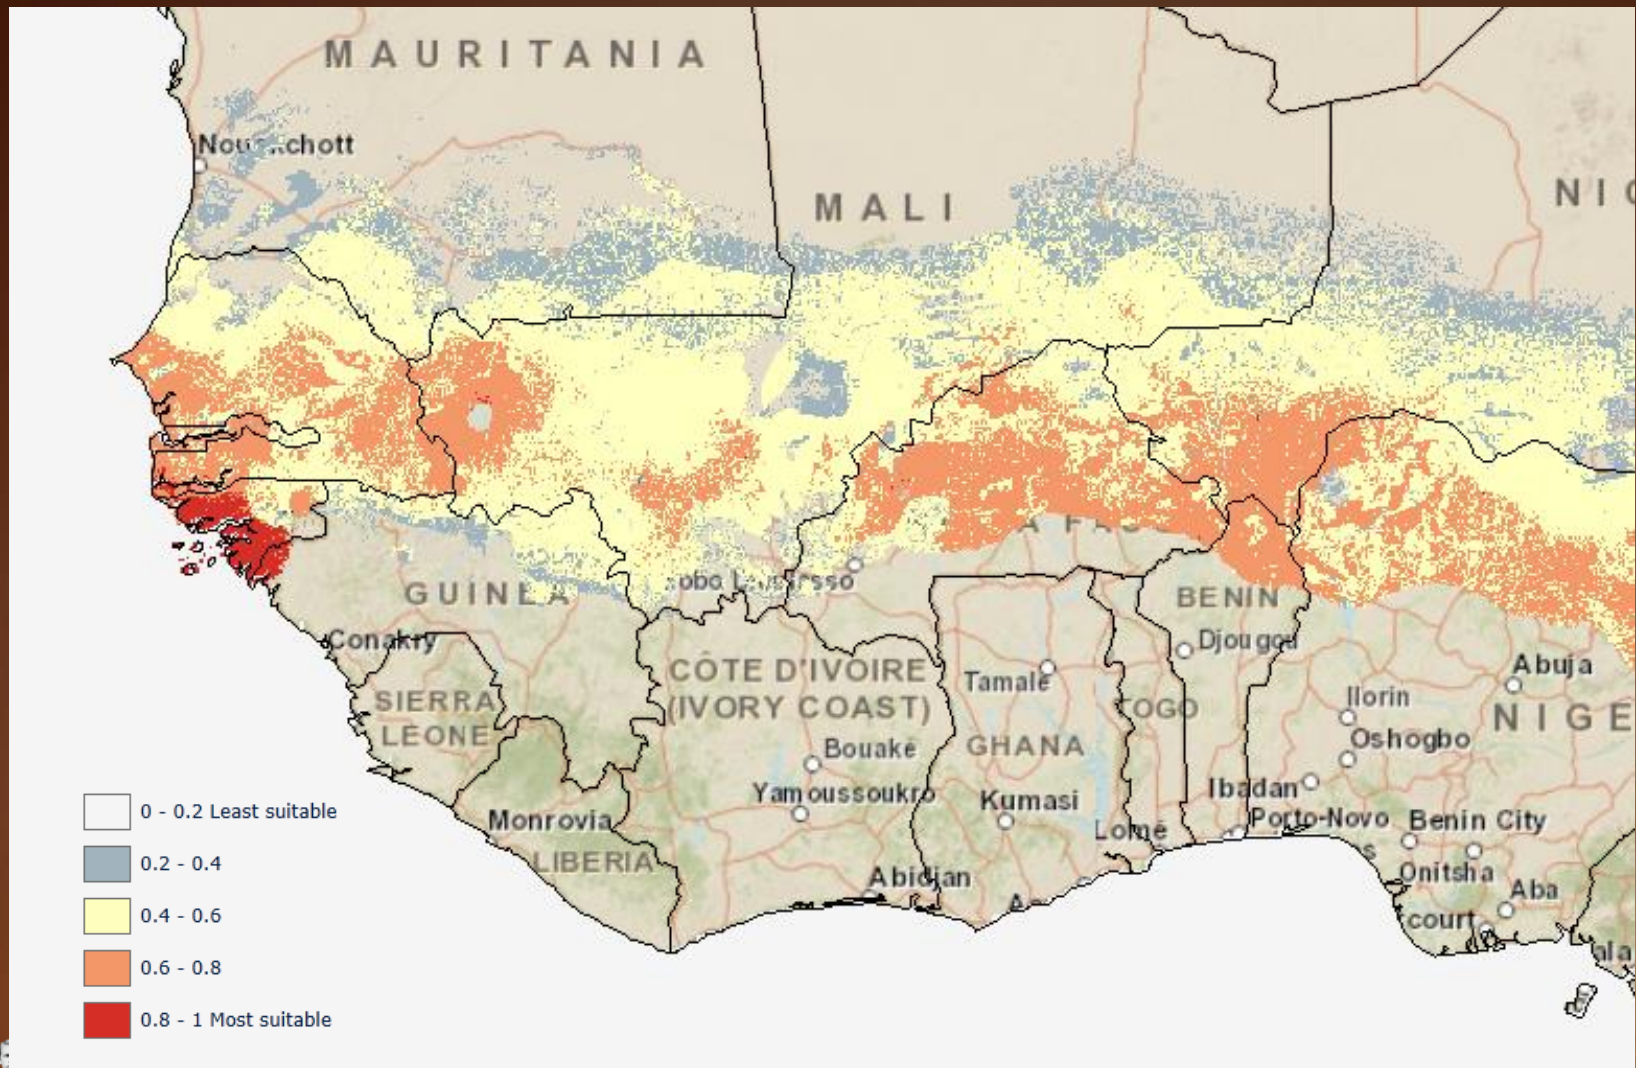 MAURITANIA
MALI
GUINEA
Conakry
SIERRA
LEONE
Monrovia
LIBERIA
CÔTE D'IVOIRE
(IVORY COAST)
Bouaké
Yamoussoukro
Abidjan
Tamale
GHANA
Kumasi
TOGO
Lomé
BENIN
Djougou
Abuja
Ilorin
NIGE
Oshogbo
Ibadan
Porto-Novo
Benin City
Onitsha
Aba
court
0 - 0.2 Least suitable
0.2 - 0.4
0.4 - 0.6
0.6 - 0.8
0.8 - 1 Most suitable